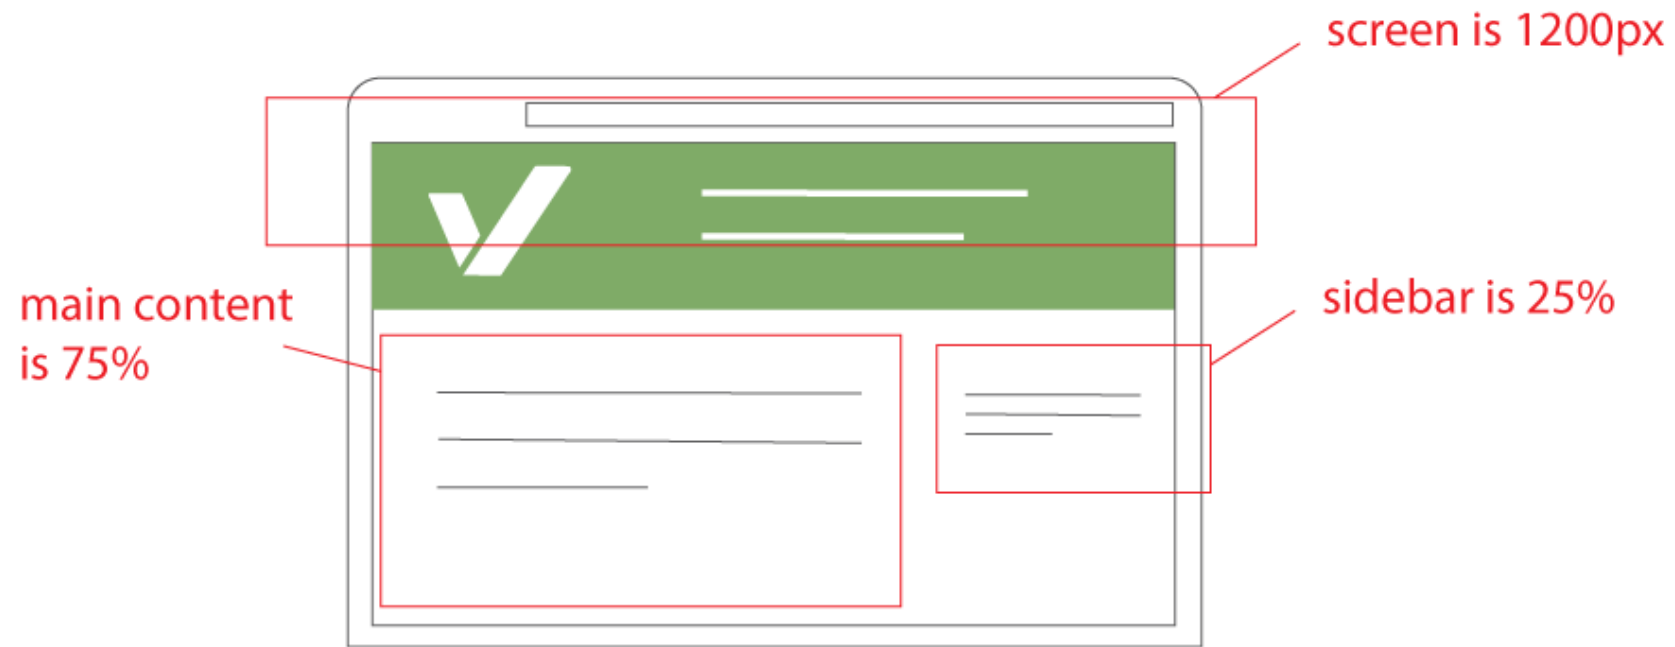 screen is 1200px
main content
is 75%
sidebar is 25%